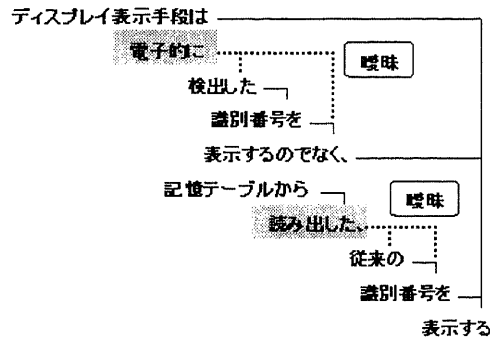 ディスプレイ表示手段は
電子的に
曖昧
検出した
識別番号を
表示するのでなく、
記憶テーブルから
曖昧
読み出した、
従来の
識別番号を
表示する